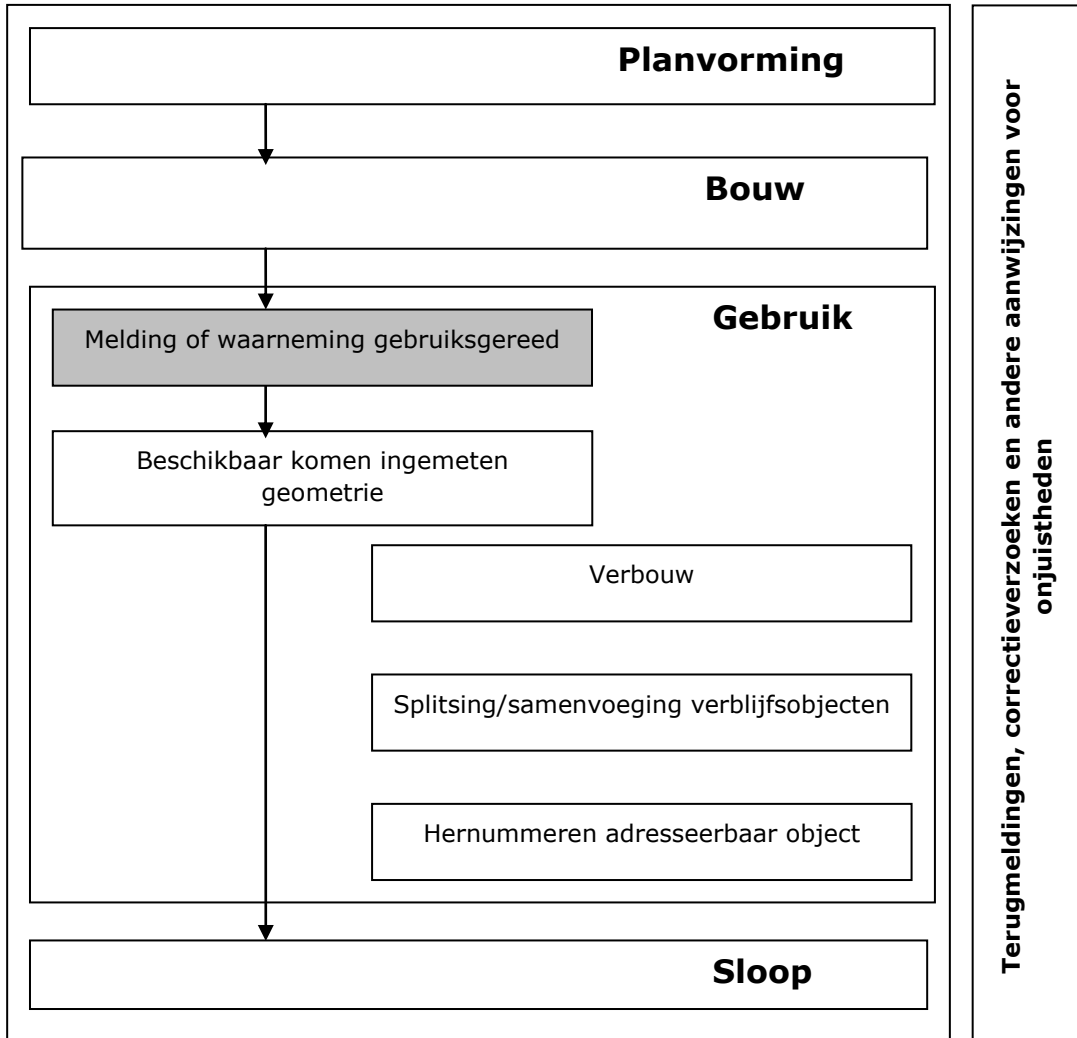 Planvorming
Bouw
Gebruik
Melding of waarneming gebruiksgereed
Beschikbaar komen ingemeten
geometrie
Verbouw
Splitsing/samenvoeging verblijfsobjecten
Hernummeren adresseerbaar object
Sloop
Terugmeldingen, correctieverzoeken en andere aanwijzingen voor
onjuistheden